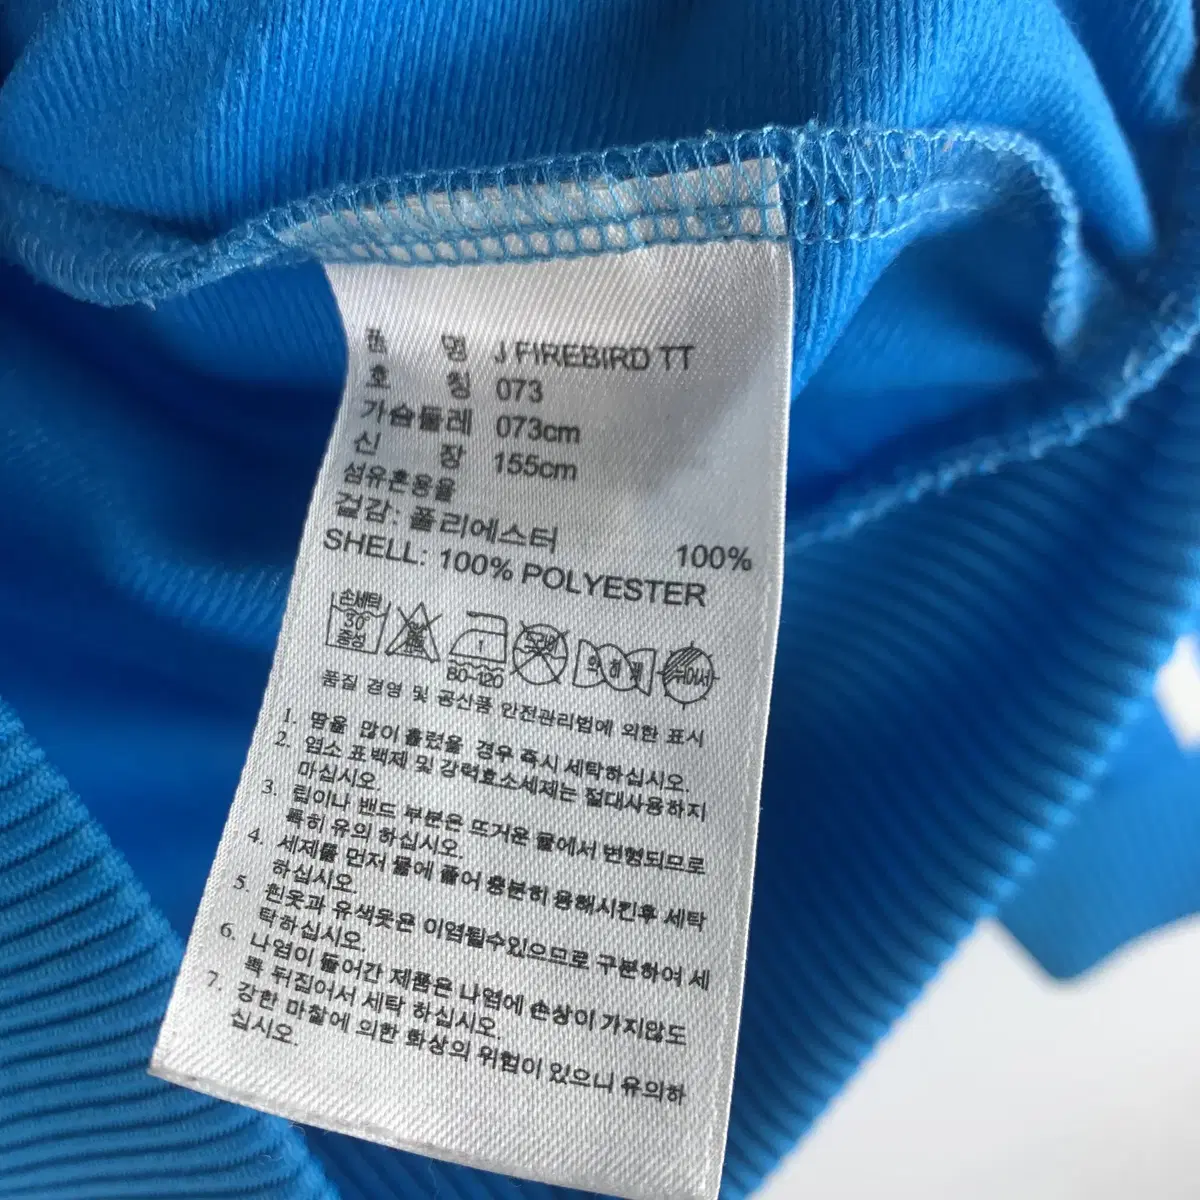 품 명 J FIREBIRD TT
호 칭 073
가슴둘레 073cm
신 장 155cm
섬유혼용율
겉감: 폴리에스터 100%
SHELL: 100% POLYESTER
손세탁
30°
중성
1
80-120
드라이
약하게
뉘어서
품질 경영 및 공산품 안전관리법에 의한 표시
1. 땀을 많이 흘렸을 경우 즉시 세탁하십시오.
2. 염소 표백제 및 강력효소세제는 절대사용하지
마십시오.
3. 립이나 밴드 부분은 뜨거운 물에서 변형되므로
특히 유의 하십시오.
4. 세제를 먼저 물에 풀어 충분히 용해시킨후 세탁
하십시오.
5. 흰옷과 유색옷은 이염될수있으므로 구분하여 세
탁하십시오.
6. 나염이 들어간 제품은 나염에 손상이 가지않도
록 뒤집어서 세탁 하십시오.
7. 강한 마찰에 의한 화상의 위험이 있으니 유의하
십시오.